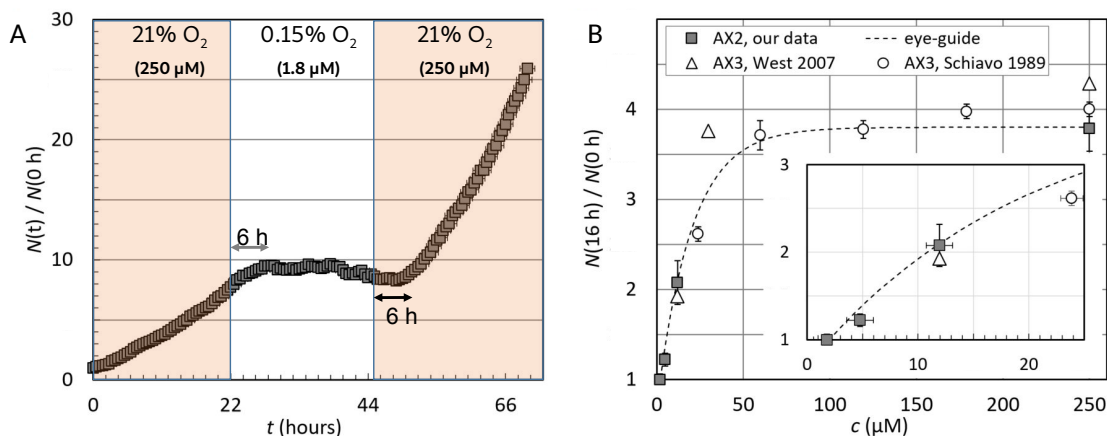 A
30
20
10
0
N(t) / N(0 h)
21% O2
(250 µM)
0.15% O2
(1.8 µM)
21% O2
(250 µM)
6 h
6 h
0 22 44 66
t (hours)
B
AX2, our data
eye-guide
AX3, West 2007
AX3, Schiavo 1989
4
3
2
1
N(16 h) / N(0 h)
3
2
1
0 10 20
0 50 100 150 200 250
c (µM)